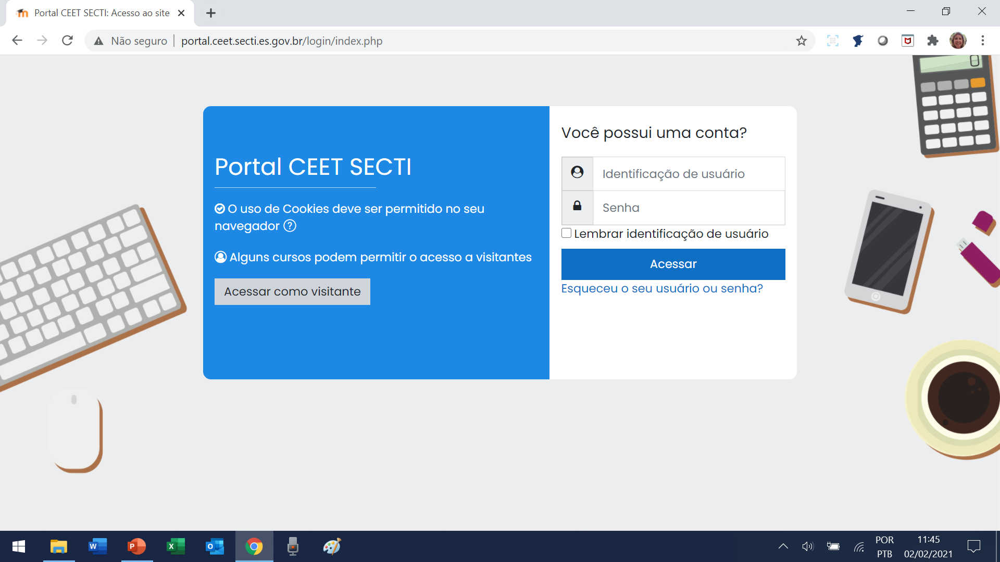 Portal CEET SECTI: Acesso ao site
Não seguro
portal.ceet.secti.es.gov.br/login/index.php
Portal CEET SECTI
O uso de Cookies deve ser permitido no seu
navegador
Alguns cursos podem permitir o acesso a visitantes
Acessar como visitante
Você possui uma conta?
Identificação de usuário
Senha
Lembrar identificação de usuário
Acessar
Esqueceu o seu usuário ou senha?
0
W
P
X
O
POR
PTB
11:45
02/02/2021